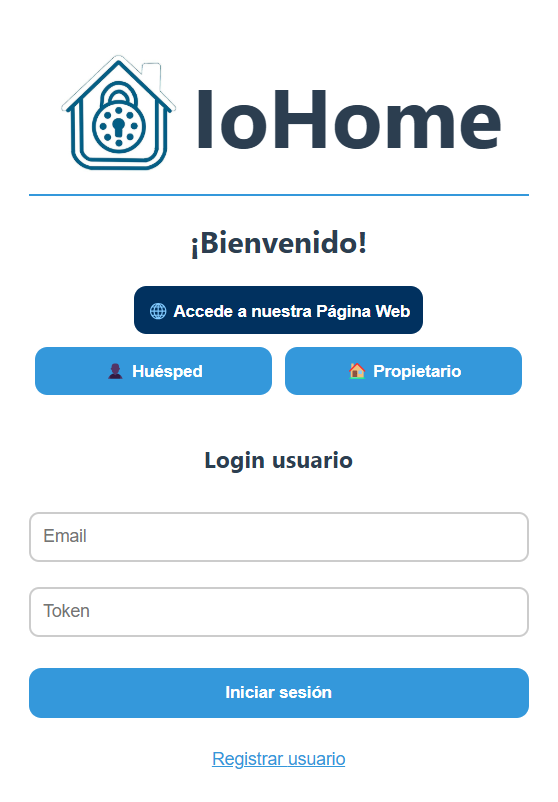 IoHome
¡Bienvenido!
Accede a nuestra Página Web
Huésped
Propietario
Login usuario
Email
Token
Iniciar sesión
Registrar usuario